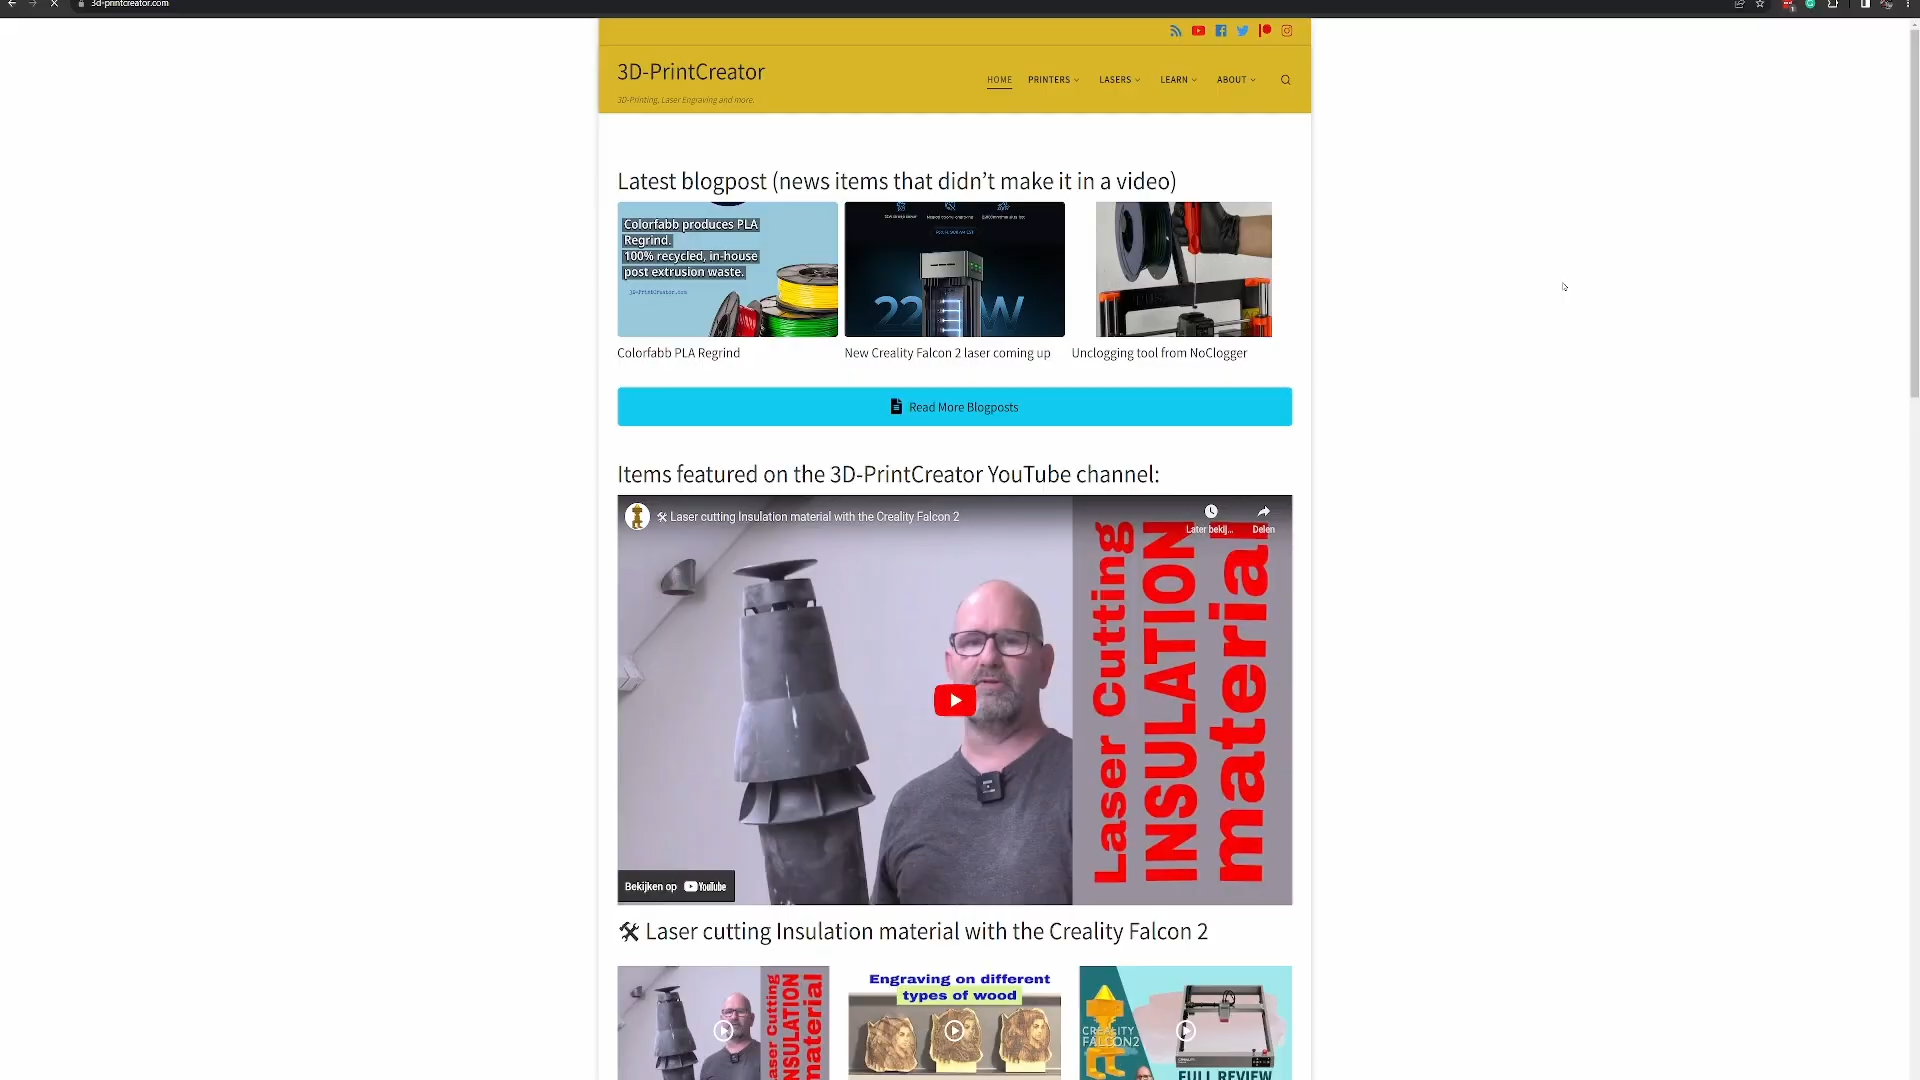 3d-printcreator.com
3D-PrintCreator
3D-Printing, Laser Engraving and more.
HOME PRINTERS LASERS LEARN ABOUT
Latest blogpost (news items that didn’t make it in a video)
Colorfabb produces PLA
Regrind.
100% recycled, in-house
post extrusion waste.
3D-PrintCreator.com
22 W
Colorfabb PLA Regrind
New Creality Falcon 2 laser coming up
Unclogging tool from NoClogger
Read More Blogposts
Items featured on the 3D-PrintCreator YouTube channel:
🛠 Laser cutting Insulation material with the Creality Falcon 2
Later bekij...
Delen
Laser Cutting
INSULATION
material
Bekijken op YouTube
🛠 Laser cutting Insulation material with the Creality Falcon 2
Laser Cutting
INSULATION
material
Engraving on different
types of wood
CREALITY
FALCON2
FULL REVIEW